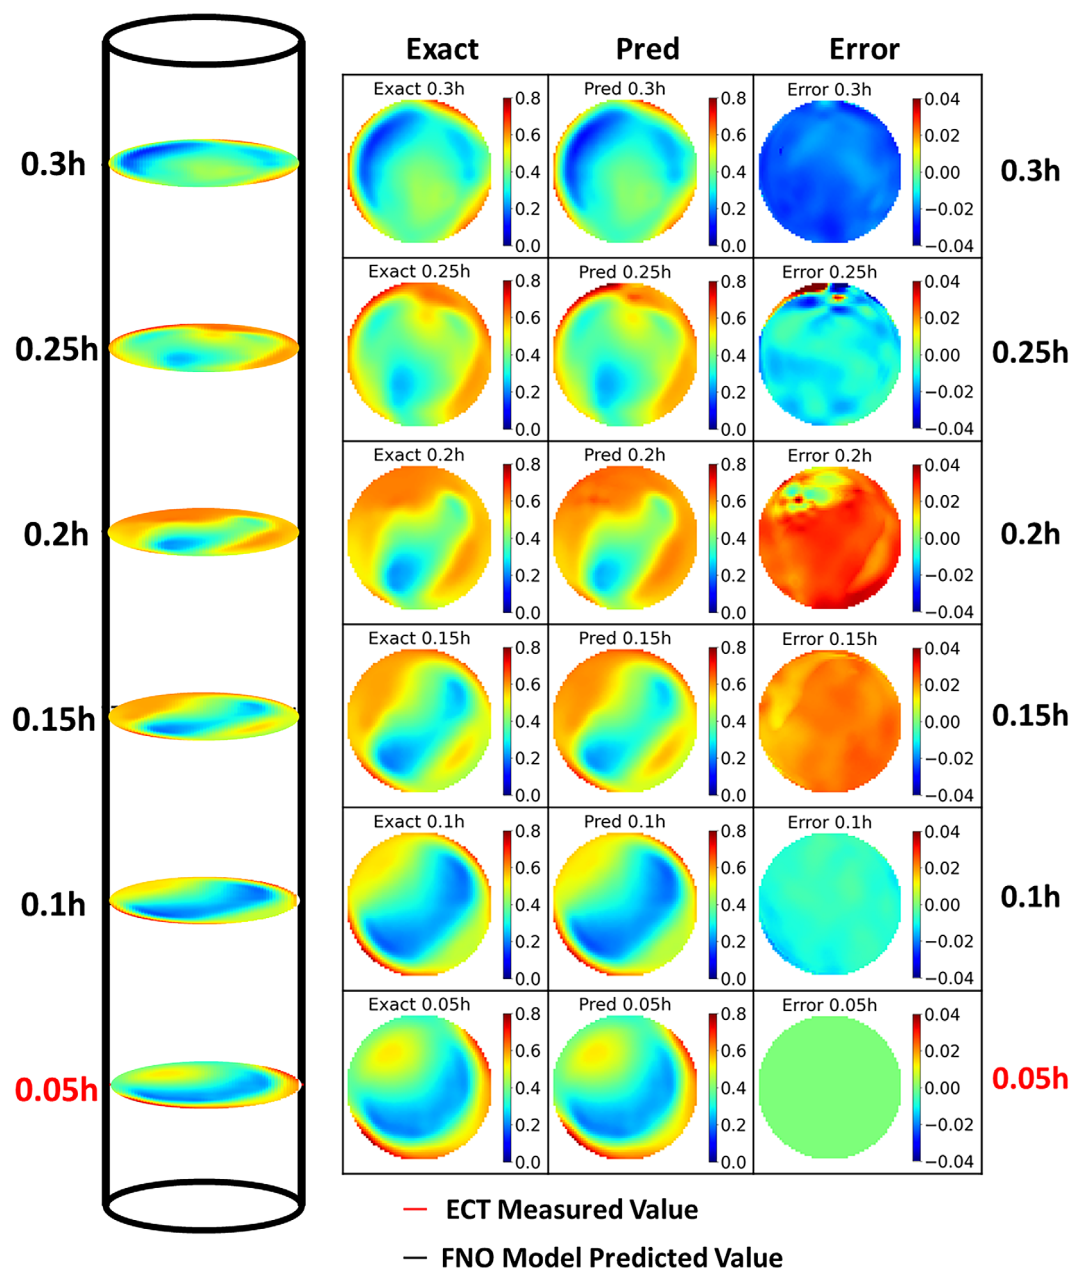 Exact Pred Error
Exact 0.3h Pred 0.3h Error 0.3h
0.8 0.8 0.04
0.6 0.6 0.02
0.3h 0.4 0.4 0.00 0.3h
0.2 0.2 −0.02
0.0 0.0 −0.04
Exact 0.25h Pred 0.25h Error 0.25h
0.8 0.8 0.04
0.6 0.6 0.02
0.25h 0.4 0.4 0.00 0.25h
0.2 0.2 −0.02
0.0 0.0 −0.04
Exact 0.2h Pred 0.2h Error 0.2h
0.8 0.8 0.04
0.6 0.6 0.02
0.2h 0.4 0.4 0.00 0.2h
0.2 0.2 −0.02
0.0 0.0 −0.04
Exact 0.15h Pred 0.15h Error 0.15h
0.8 0.8 0.04
0.6 0.6 0.02
0.15h 0.4 0.4 0.00 0.15h
0.2 0.2 −0.02
0.0 0.0 −0.04
Exact 0.1h Pred 0.1h Error 0.1h
0.8 0.8 0.04
0.6 0.6 0.02
0.1h 0.4 0.4 0.00 0.1h
0.2 0.2 −0.02
0.0 0.0 −0.04
Exact 0.05h Pred 0.05h Error 0.05h
0.8 0.8 0.04
0.6 0.6 0.02
0.05h 0.4 0.4 0.00 0.05h
0.2 0.2 −0.02
0.0 0.0 −0.04
ECT Measured Value
FNO Model Predicted Value